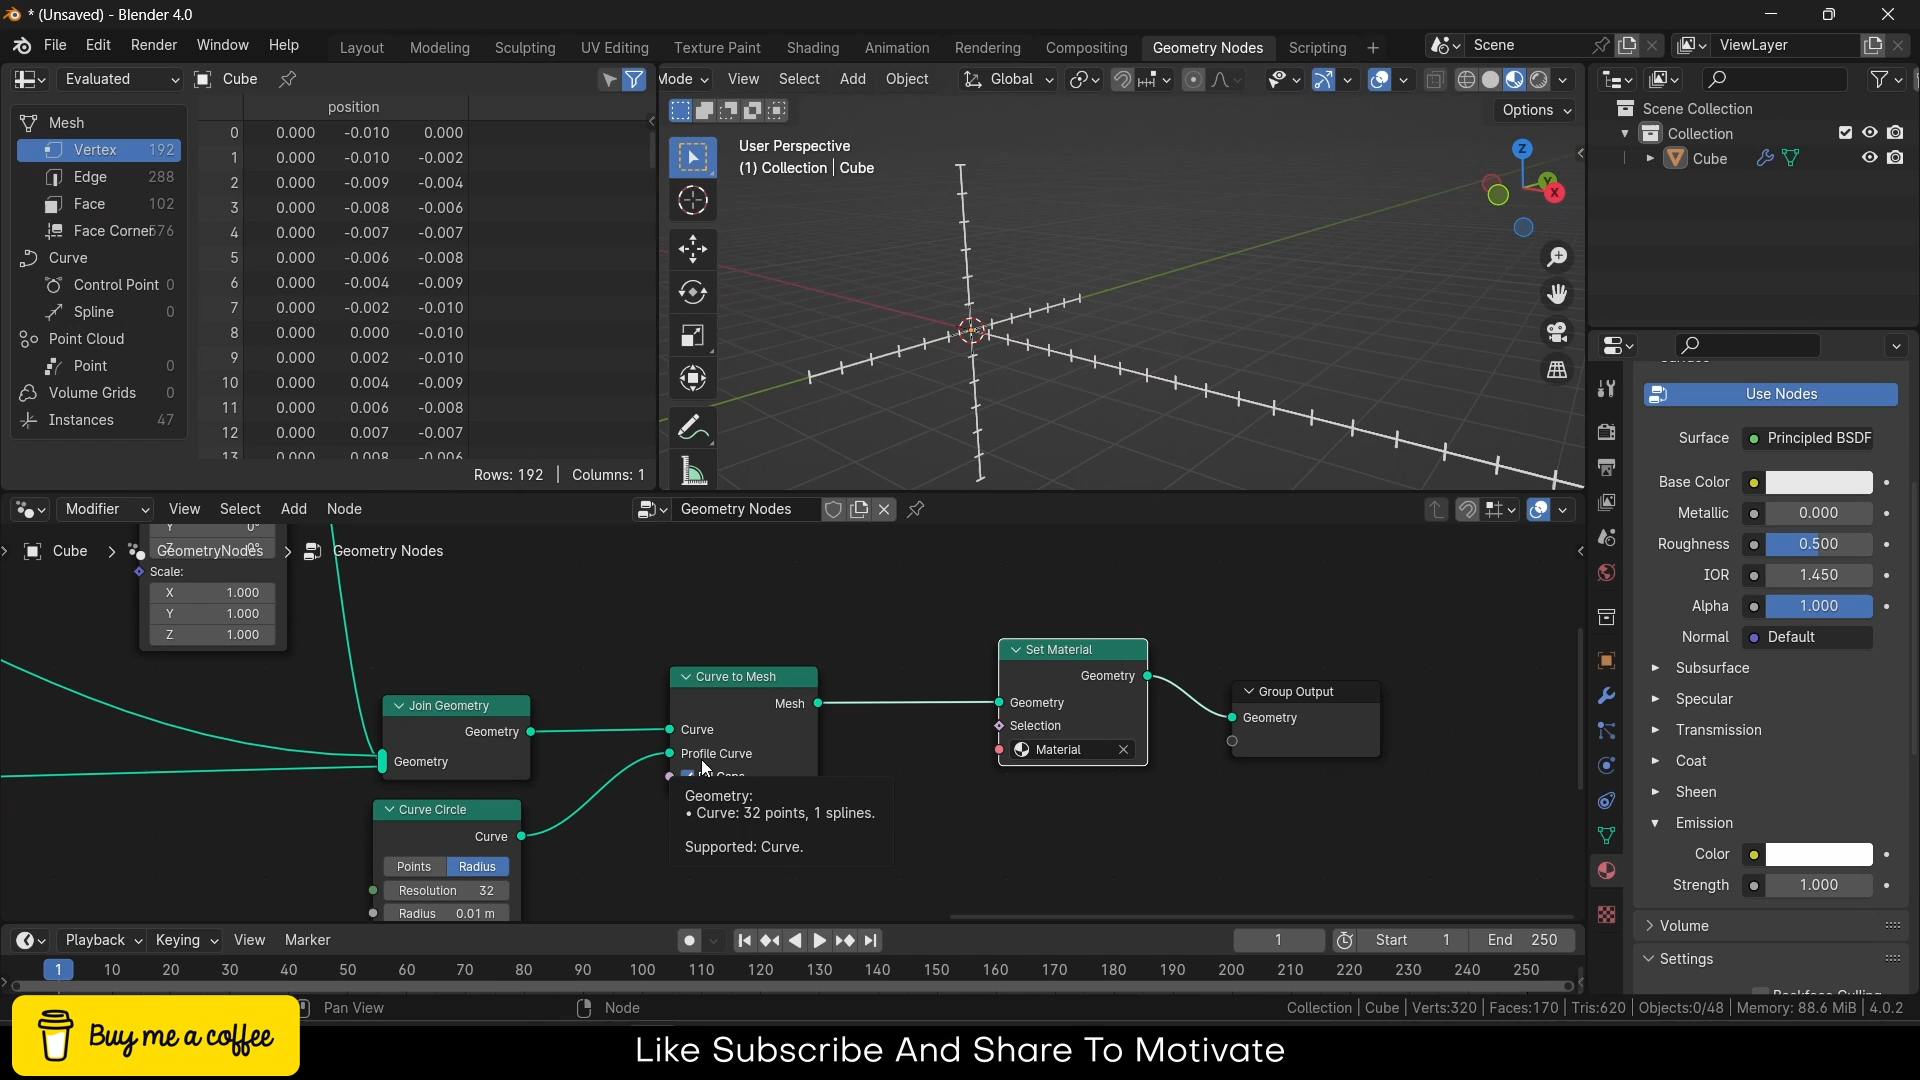 * (Unsaved) - Blender 4.0
File Edit Render Window Help
Layout Modeling Sculpting UV Editing Texture Paint Shading Animation Rendering Compositing Geometry Nodes Scripting +
Scene
ViewLayer
Evaluated
Cube
Mode View Select Add Object
Global
position
Mesh
Vertex 192
Edge 288
Face 102
Face Corner 576
Curve
Control Point 0
Spline 0
Point Cloud
Point 0
Volume Grids 0
Instances 47
0 0.000 -0.010 0.000
1 0.000 -0.010 -0.002
2 0.000 -0.009 -0.004
3 0.000 -0.008 -0.006
4 0.000 -0.007 -0.007
5 0.000 -0.006 -0.008
6 0.000 -0.004 -0.009
7 0.000 -0.002 -0.010
8 0.000 0.000 -0.010
9 0.000 0.002 -0.010
10 0.000 0.004 -0.009
11 0.000 0.006 -0.008
12 0.000 0.007 -0.007
13 0.000 0.008 -0.006
Rows: 192 | Columns: 1
Options
User Perspective
(1) Collection | Cube
Z
Y
X
Scene Collection
Collection
Cube
Use Nodes
Surface Principled BSDF
Base Color
Metallic 0.000
Roughness 0.500
IOR 1.450
Alpha 1.000
Normal Default
Subsurface
Specular
Transmission
Coat
Sheen
Emission
Color
Strength 1.000
Volume
Settings
Modifier View Select Add Node
Geometry Nodes
Cube > GeometryNodes > Geometry Nodes
Y 0°
Z 0°
Scale:
X 1.000
Y 1.000
Z 1.000
Join Geometry
Geometry
Geometry
Curve Circle
Curve
Points Radius
Resolution 32
Radius 0.01 m
Curve to Mesh
Mesh
Curve
Profile Curve
Geometry:
• Curve: 32 points, 1 splines.
Supported: Curve.
Set Material
Geometry
Geometry
Selection
Material
Group Output
Geometry
Playback Keying View Marker
1
Start 1
End 250
1 10 20 30 40 50 60 70 80 90 100 110 120 130 140 150 160 170 180 190 200 210 220 230 240 250
Pan View
Node
Collection | Cube | Verts:320 | Faces:170 | Tris:620 | Objects:0/48 | Memory: 88.6 MiB | 4.0.2
Buy me a coffee
Like Subscribe And Share To Motivate